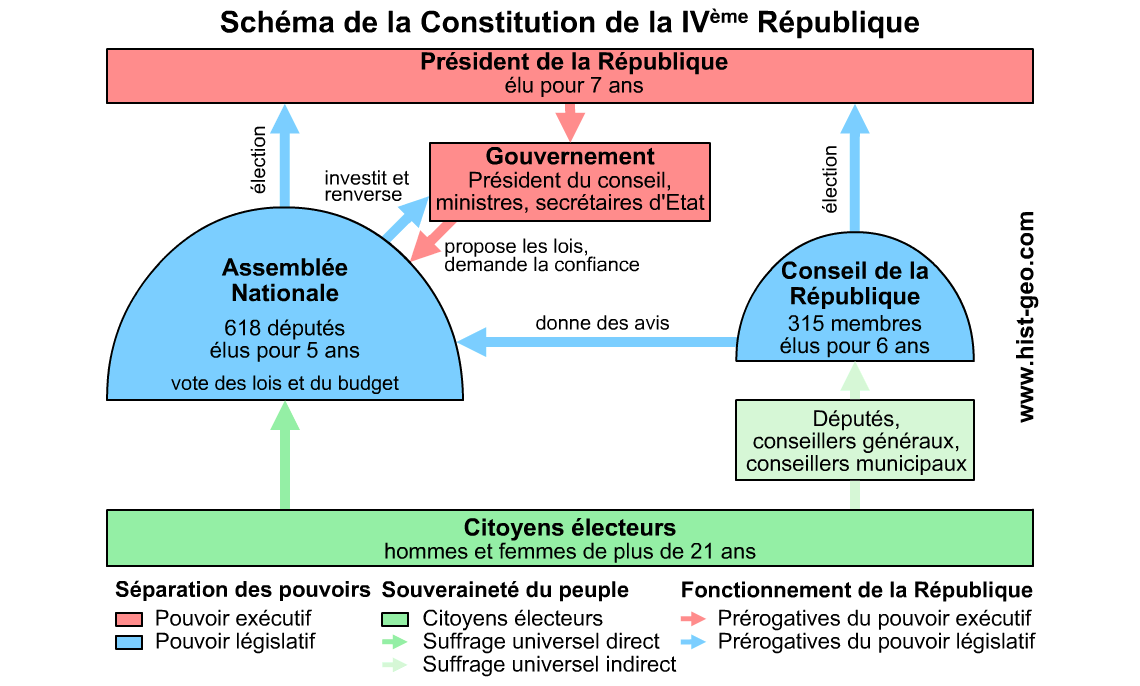 Schéma de la Constitution de la IVème République
Président de la République
élu pour 7 ans
élection
investit et
renverse
Gouvernement
Président du conseil,
ministres, secrétaires d'Etat
propose les lois,
demande la confiance
élection
Assemblée
Nationale
618 députés
élus pour 5 ans
vote des lois et du budget
donne des avis
Conseil de la
République
315 membres
élus pour 6 ans
www.hist-geo.com
Députés,
conseillers généraux,
conseillers municipaux
Citoyens électeurs
hommes et femmes de plus de 21 ans
Séparation des pouvoirs
Pouvoir exécutif
Pouvoir législatif
Souveraineté du peuple
Citoyens électeurs
Suffrage universel direct
Suffrage universel indirect
Fonctionnement de la République
Prérogatives du pouvoir exécutif
Prérogatives du pouvoir législatif